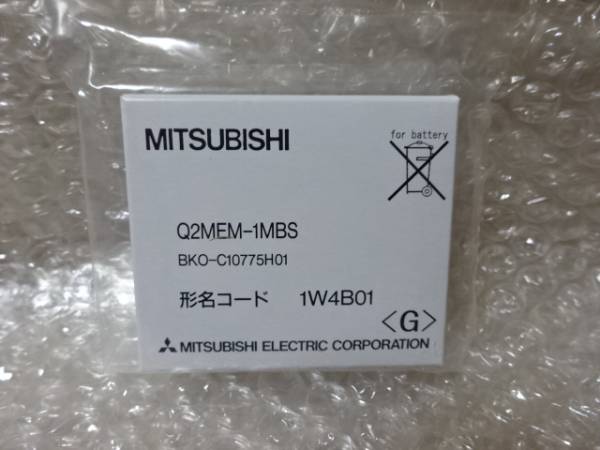 MITSUBISHI
for battery
Q2MEM-1MBS
BKO-C10775H01
形名コード 1W4B01
<G>
MITSUBISHI ELECTRIC CORPORATION